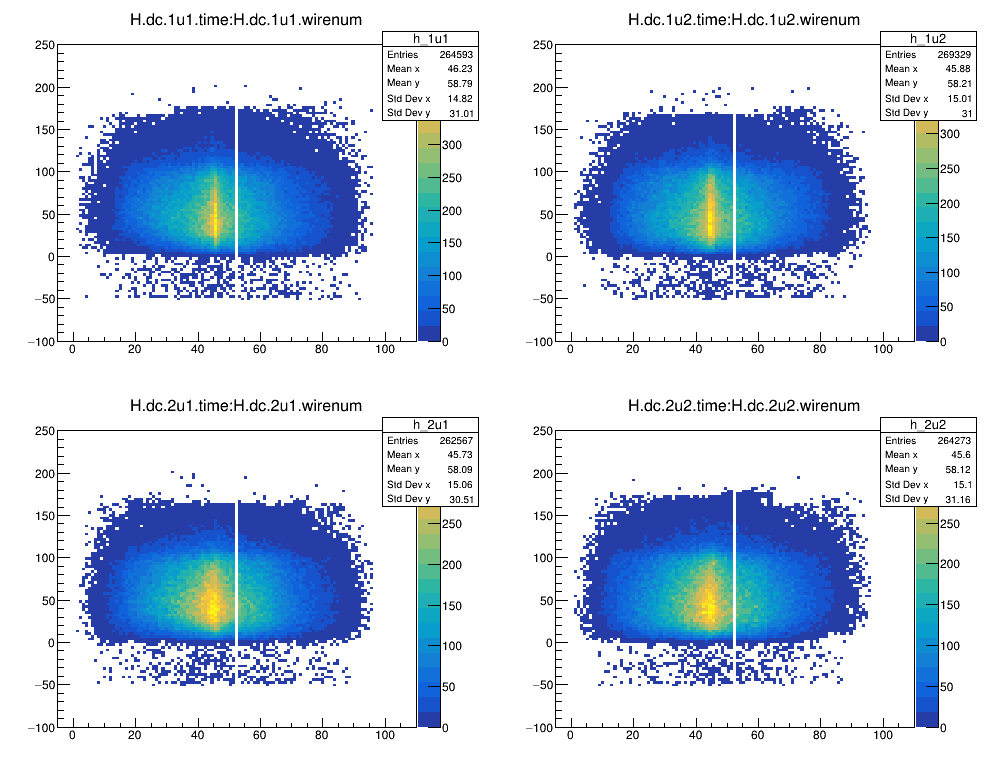 H.dc.1u1.time:H.dc.1u1.wirenum
h_1u1
Entries 264593
Mean x 46.23
Mean y 58.79
Std Dev x 14.82
Std Dev y 31.01
250
200
150
100
50
0
−50
−100
0 20 40 60 80 100
300
250
200
150
100
50
0
H.dc.1u2.time:H.dc.1u2.wirenum
h_1u2
Entries 269329
Mean x 45.88
Mean y 58.21
Std Dev x 15.01
Std Dev y 31
250
200
150
100
50
0
−50
−100
0 20 40 60 80 100
300
250
200
150
100
50
0
H.dc.2u1.time:H.dc.2u1.wirenum
h_2u1
Entries 262567
Mean x 45.73
Mean y 58.09
Std Dev x 15.06
Std Dev y 30.51
250
200
150
100
50
0
−50
−100
0 20 40 60 80 100
250
200
150
100
50
0
H.dc.2u2.time:H.dc.2u2.wirenum
h_2u2
Entries 264273
Mean x 45.6
Mean y 58.12
Std Dev x 15.1
Std Dev y 31.16
250
200
150
100
50
0
−50
−100
0 20 40 60 80 100
250
200
150
100
50
0